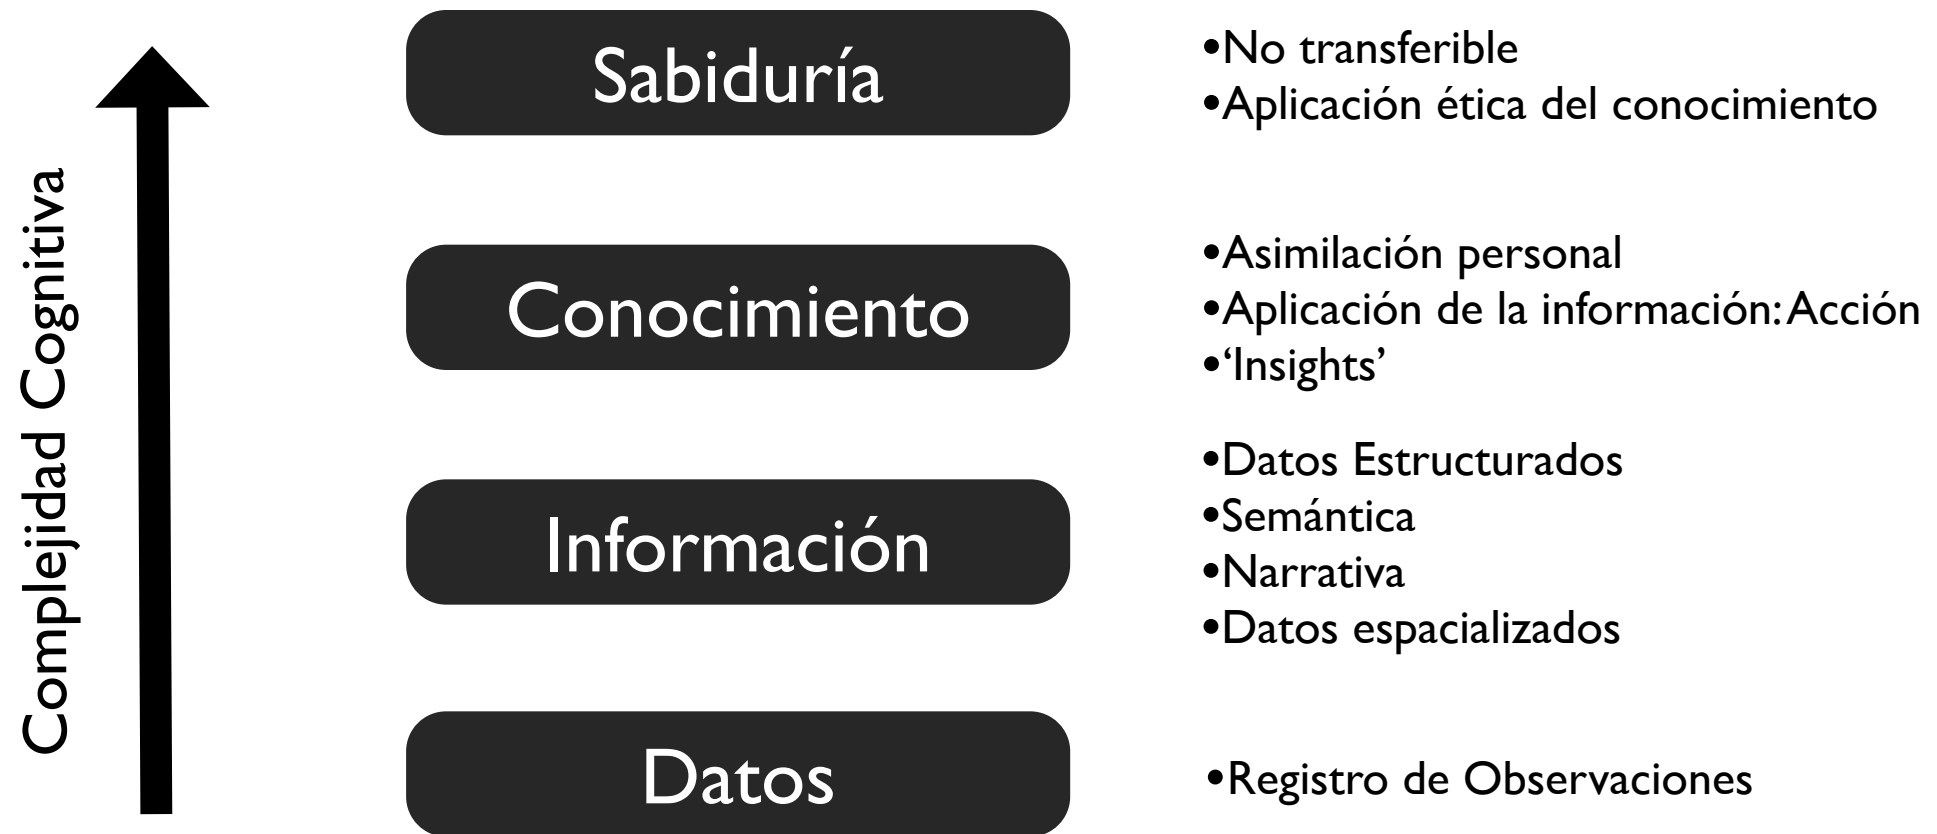 Complejidad Cognitiva
Sabiduría
•No transferible
•Aplicación ética del conocimiento
Conocimiento
•Asimilación personal
•Aplicación de la información: Acción
•‘Insights’
Información
•Datos Estructurados
•Semántica
•Narrativa
•Datos espacializados
Datos
•Registro de Observaciones